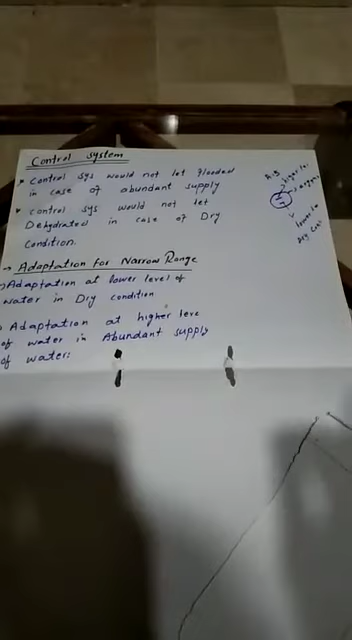 Control system
control sys would not let flooded
in case of abundant supply
control sys would not let
Dehydrated in case of Dry
Condition.
→ Adaptation for Narrow Range
Adaptation at lower level of
water in Dry condition
Adaptation at higher leve
of water in Abundant supply
of water:
higher
lower